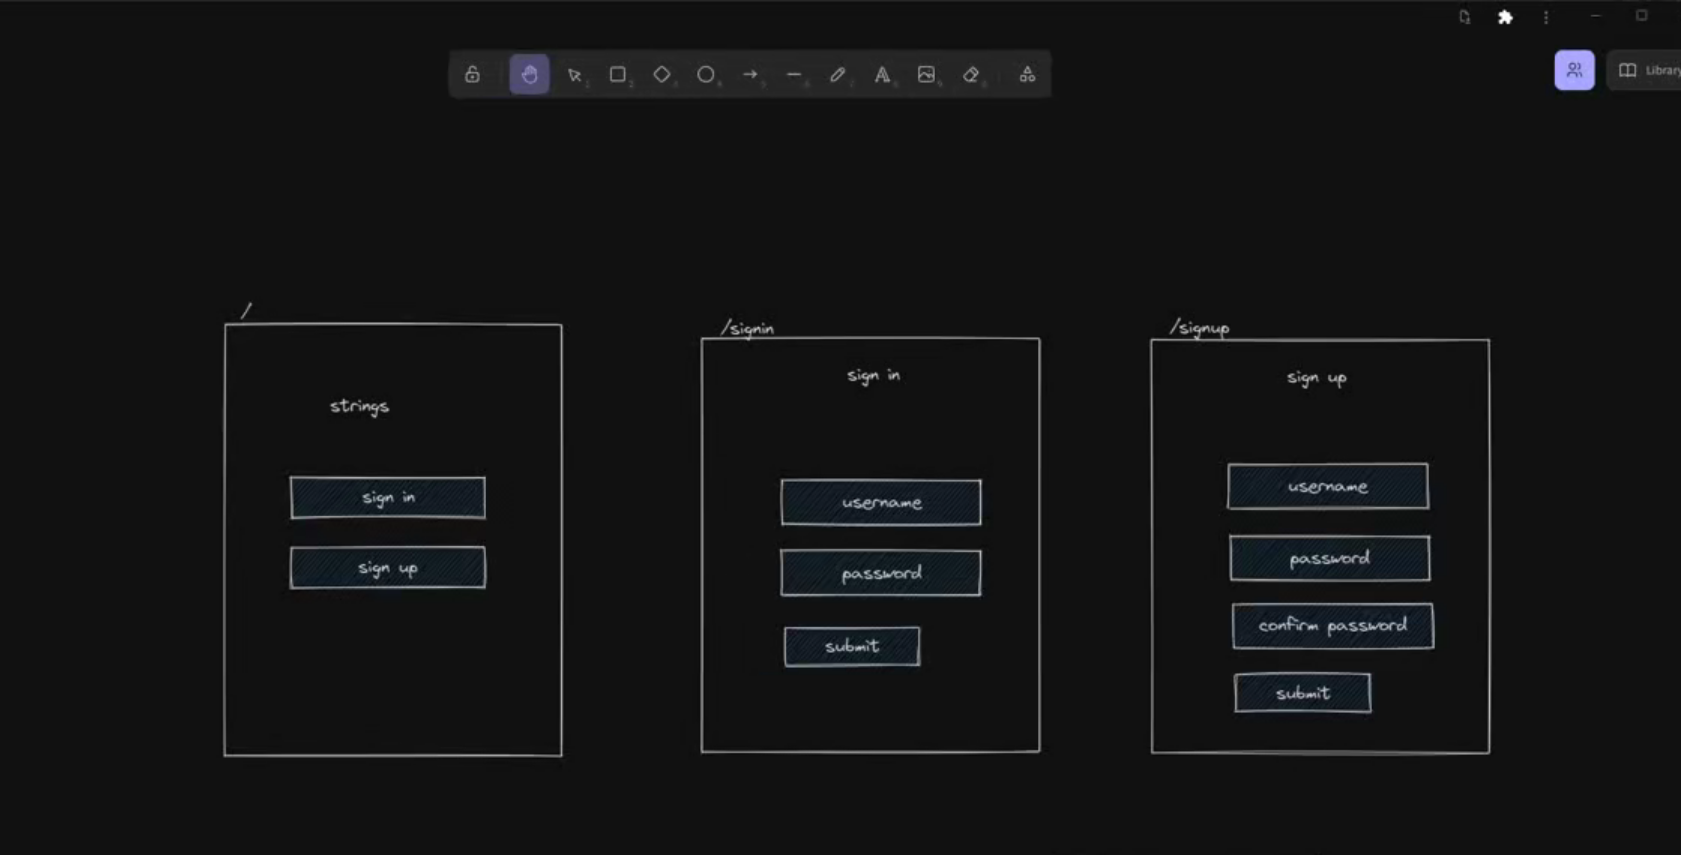 Library
/
strings
sign in
sign up
/signin
sign in
username
password
submit
/signup
sign up
username
password
confirm password
submit